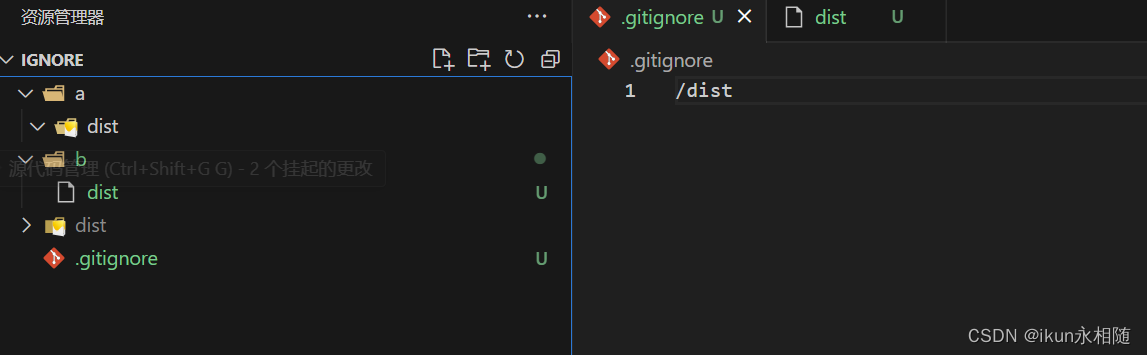 资源管理器
IGNORE
a
dist
b
源代码管理 (Ctrl+Shift+G G) - 2 个挂起的更改
dist U
dist
.gitignore U
.gitignore U
dist U
.gitignore
1 /dist
CSDN @ikun永相随